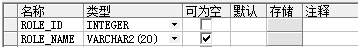 名称 类型 可为空 默认 存储 注释
ROLE_ID INTEGER
ROLE_NAME VARCHAR2(20)